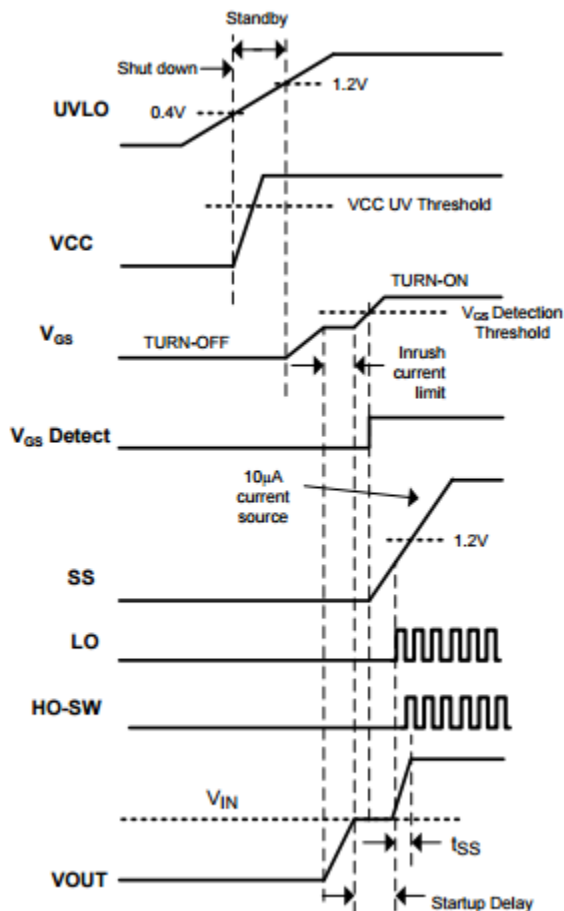 Standby
Shut down
1.2V
UVLO
0.4V
VCC UV Threshold
VCC
TURN-ON
VGS Detection
Threshold
VGS
TURN-OFF
Inrush
current
limit
VGS Detect
10μA
current
source
1.2V
SS
LO
HO-SW
VIN
tSS
VOUT
Startup Delay